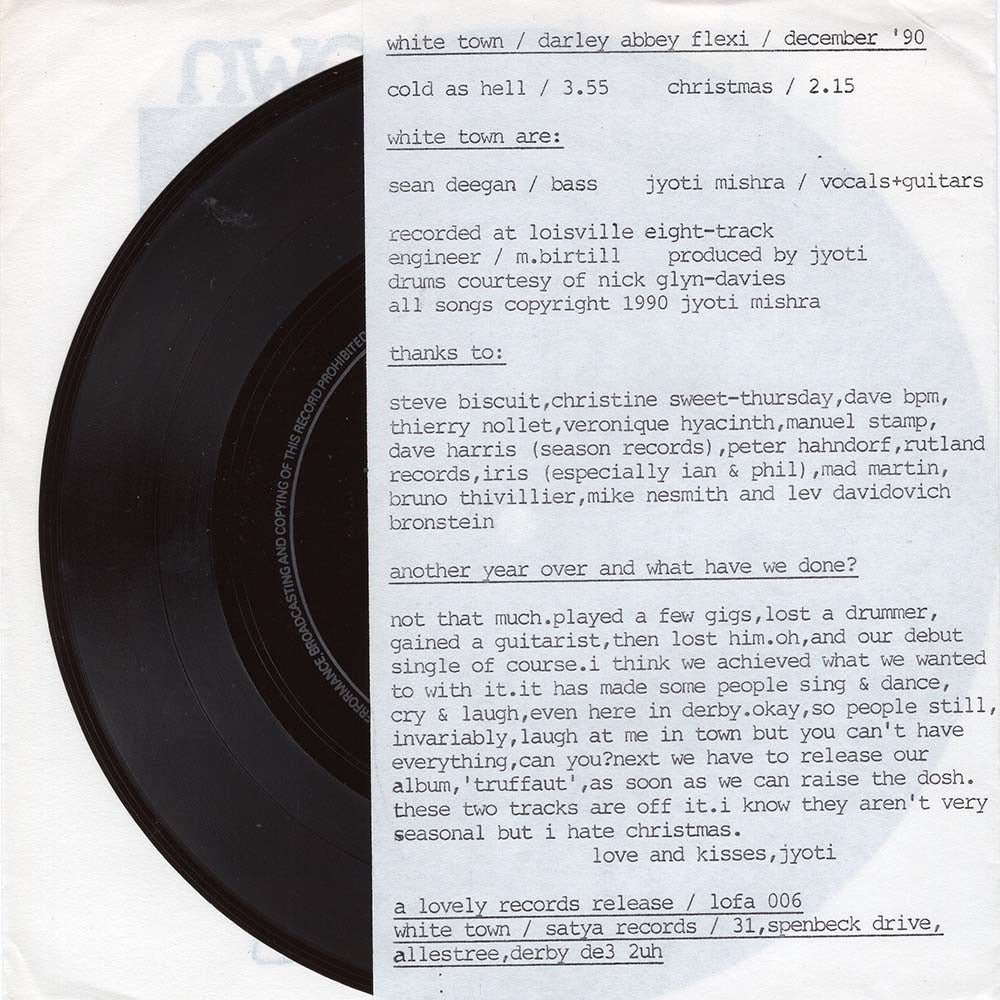 white town / darley abbey flexi / december '90
cold as hell / 3.55 christmas / 2.15
white town are:
sean deegan / bass jyoti mishra / vocals+guitars
recorded at loisville eight-track
engineer / m.birtill produced by jyoti
drums courtesy of nick glyn-davies
all songs copyright 1990 jyoti mishra
thanks to:
steve biscuit,christine sweet-thursday,dave bpm,
thierry nollet,veronique hyacinth,manuel stamp,
dave harris (season records),peter hahndorf,rutland
records,iris (especially ian & phil),mad martin,
bruno thivillier,mike nesmith and lev davidovich
bronstein
another year over and what have we done?
not that much.played a few gigs,lost a drummer,
gained a guitarist,then lost him.oh,and our debut
single of course.i think we achieved what we wanted
to with it.it has made some people sing & dance,
cry & laugh,even here in derby.okay,so people still,
invariably,laugh at me in town but you can't have
everything,can you?next we have to release our
album,'truffaut',as soon as we can raise the dosh.
these two tracks are off it.i know they aren't very
seasonal but i hate christmas.
love and kisses,jyoti
a lovely records release / lofa 006
white town / satya records / 31,spenbeck drive,
allestree,derby de3 2uh
ERFORMANCE, BROADCASTING AND COPYING OF THIS RECORD PROHIBITED